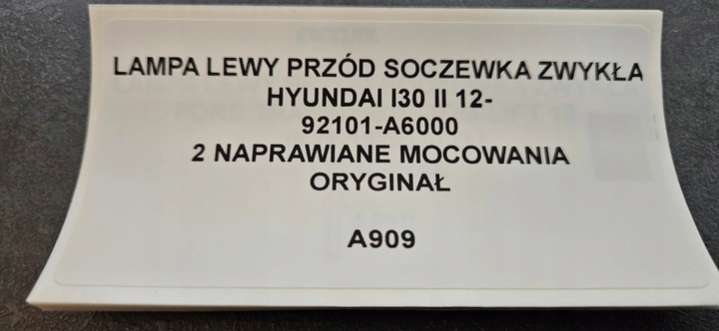 LAMPA LEWY PRZÓD SOCZEWKA ZWYKŁA
HYUNDAI I30 II 12-
92101-A6000
2 NAPRAWIANE MOCOWANIA
ORYGINAŁ
A909